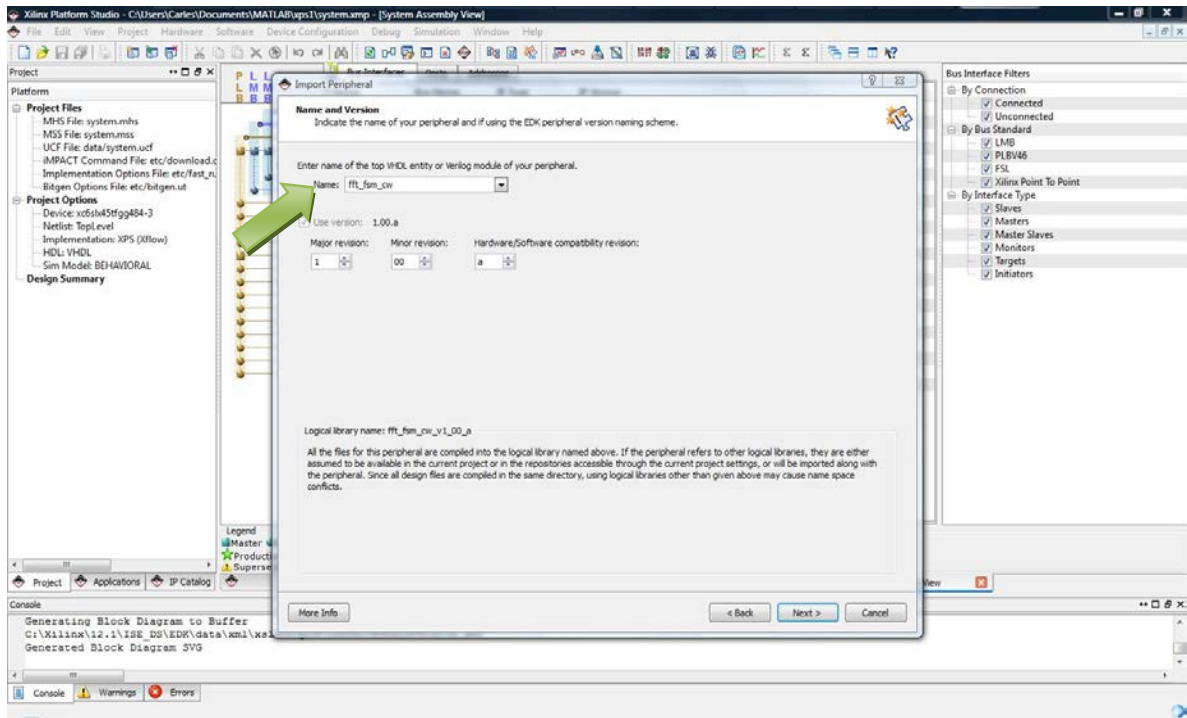 Xilinx Platform Studio - C:\Users\Carles\Documents\MATLAB\xps1\system.xmp - [System Assembly View]
File Edit View Project Hardware Software Device Configuration Debug Simulation Window Help
Project
Platform
Project Files
MHS File: system.mhs
MSS File: system.mss
UCF File: data/system.ucf
iMPACT Command File: etc/download.c
Implementation Options File: etc/fast_ru
Bitgen Options File: etc/bitgen.ut
Project Options
Device: xc6slx45tfgg484-3
Netlist: TopLevel
Implementation: XPS (Xflow)
HDL: VHDL
Sim Model: BEHAVIORAL
Design Summary
P L L
L M M
B B B
Import Peripheral
Name and Version
Indicate the name of your peripheral and if using the EDK peripheral version naming scheme.
Enter name of the top VHDL entity or Verilog module of your peripheral.
Name: fft_fsm_cw
Use version: 1.00.a
Major revision: Minor revision: Hardware/Software compatibility revision:
1 00 a
Logical library name: fft_fsm_cw_v1_00_a
All the files for this peripheral are compiled into the logical library named above. If the peripheral refers to other logical libraries, they are either
assumed to be available in the current project or in the repositories accessible through the current project settings, or will be imported along with
the peripheral. Since all design files are compiled in the same directory, using logical libraries other than given above may cause name space
conflicts.
More Info < Back Next > Cancel
Bus Interface Filters
By Connection
Connected
Unconnected
By Bus Standard
LMB
PLBV46
FSL
Xilinx Point To Point
By Interface Type
Slaves
Masters
Master Slaves
Monitors
Targets
Initiators
Legend
Master
Producti
Superse
Project Applications IP Catalog
Console
Generating Block Diagram to Buffer
C:\Xilinx\12.1\ISE_DS\EDK\data\xml\xsl
Generated Block Diagram SVG
Console Warnings Errors